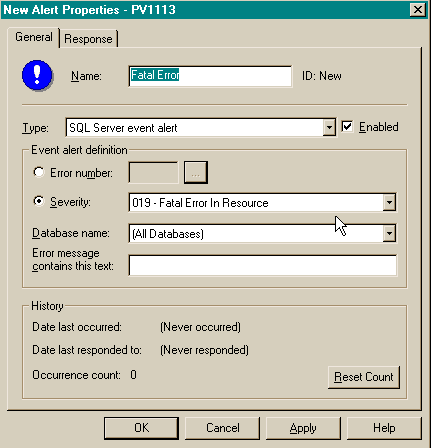 New Alert Properties - PV1113
General Response
Name: Fatal Error ID: New
Type: SQL Server event alert Enabled
Event alert definition
Error number: ...
Severity: 019 - Fatal Error In Resource
Database name: (All Databases)
Error message
contains this text:
History
Date last occurred: (Never occurred)
Date last responded to: (Never responded)
Occurrence count: 0
Reset Count
OK Cancel Apply Help